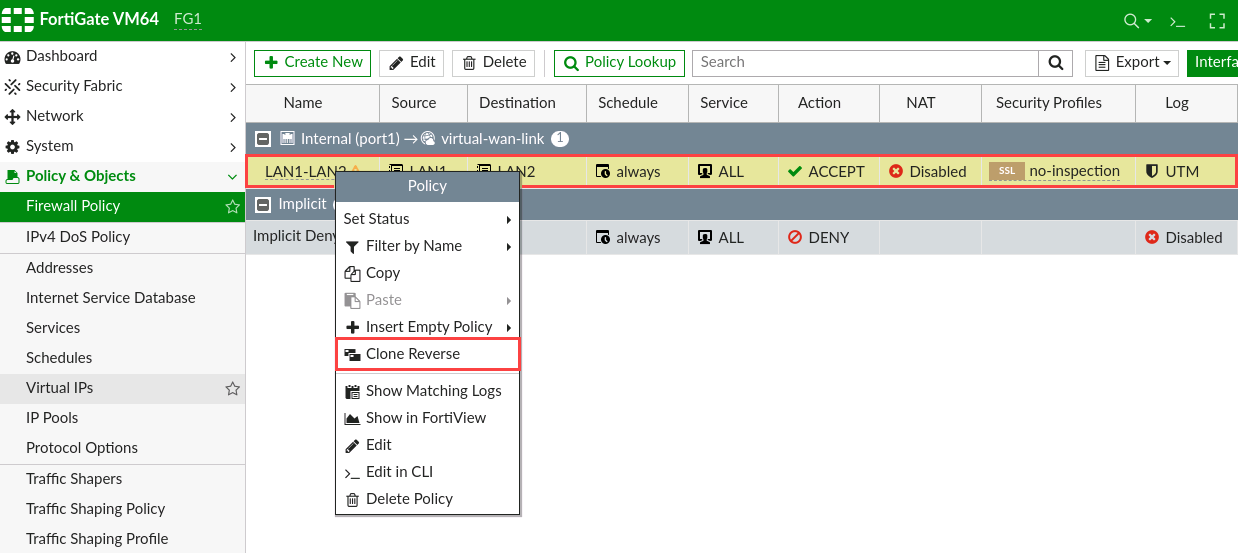 FortiGate VM64 FG1
Dashboard
Security Fabric
Network
System
Policy & Objects
Firewall Policy
IPv4 DoS Policy
Addresses
Internet Service Database
Services
Schedules
Virtual IPs
IP Pools
Protocol Options
Traffic Shapers
Traffic Shaping Policy
Traffic Shaping Profile
Create New Edit Delete Policy Lookup Search Export Interfa
Name Source Destination Schedule Service Action NAT Security Profiles Log
Internal (port1) → virtual-wan-link 1
LAN1-LAN2 LAN1 LAN2 always ALL ACCEPT Disabled SSL no-inspection UTM
Implicit
Implicit Deny always ALL DENY Disabled
Policy
Set Status
Filter by Name
Copy
Paste
Insert Empty Policy
Clone Reverse
Show Matching Logs
Show in FortiView
Edit
Edit in CLI
Delete Policy